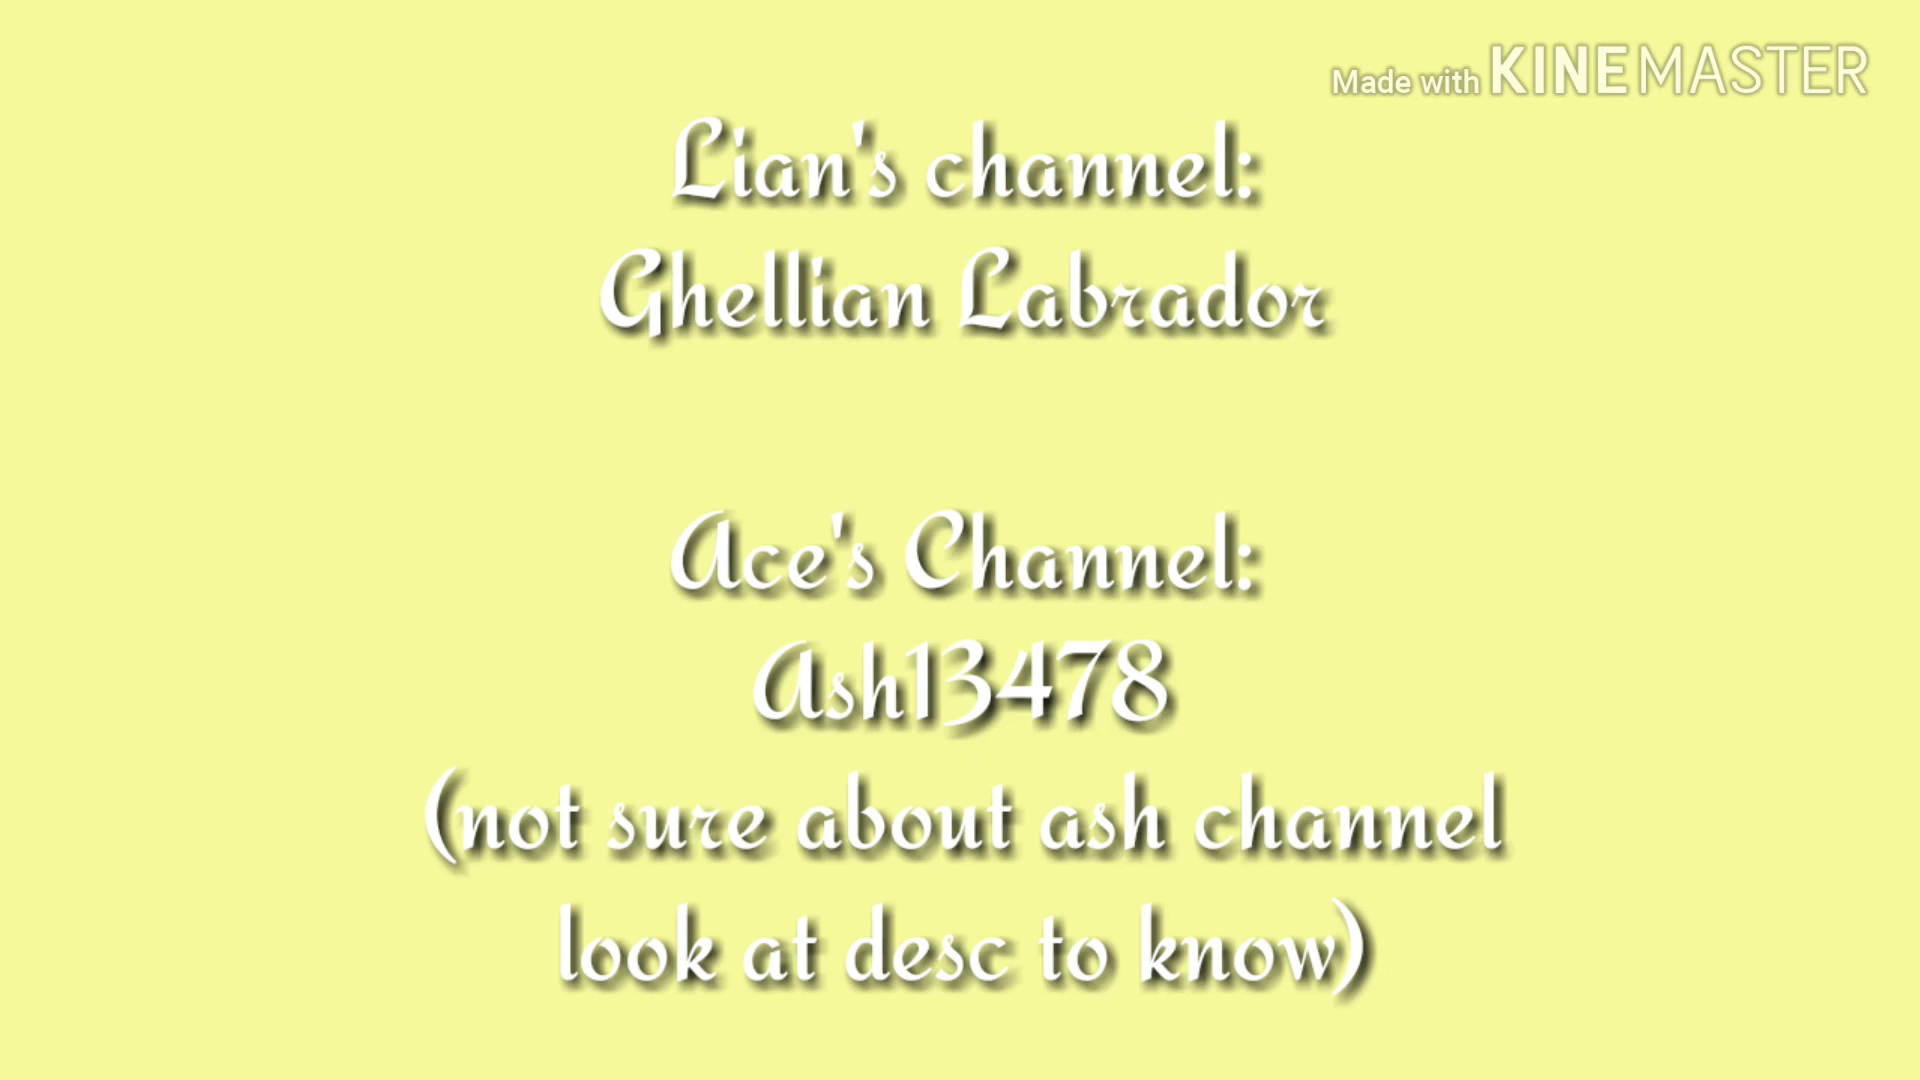 Made with KINEMASTER
Lian's channel:
Ghellian Labrador
Ace's Channel:
Ash13478
(not sure about ash channel
look at desc to know)